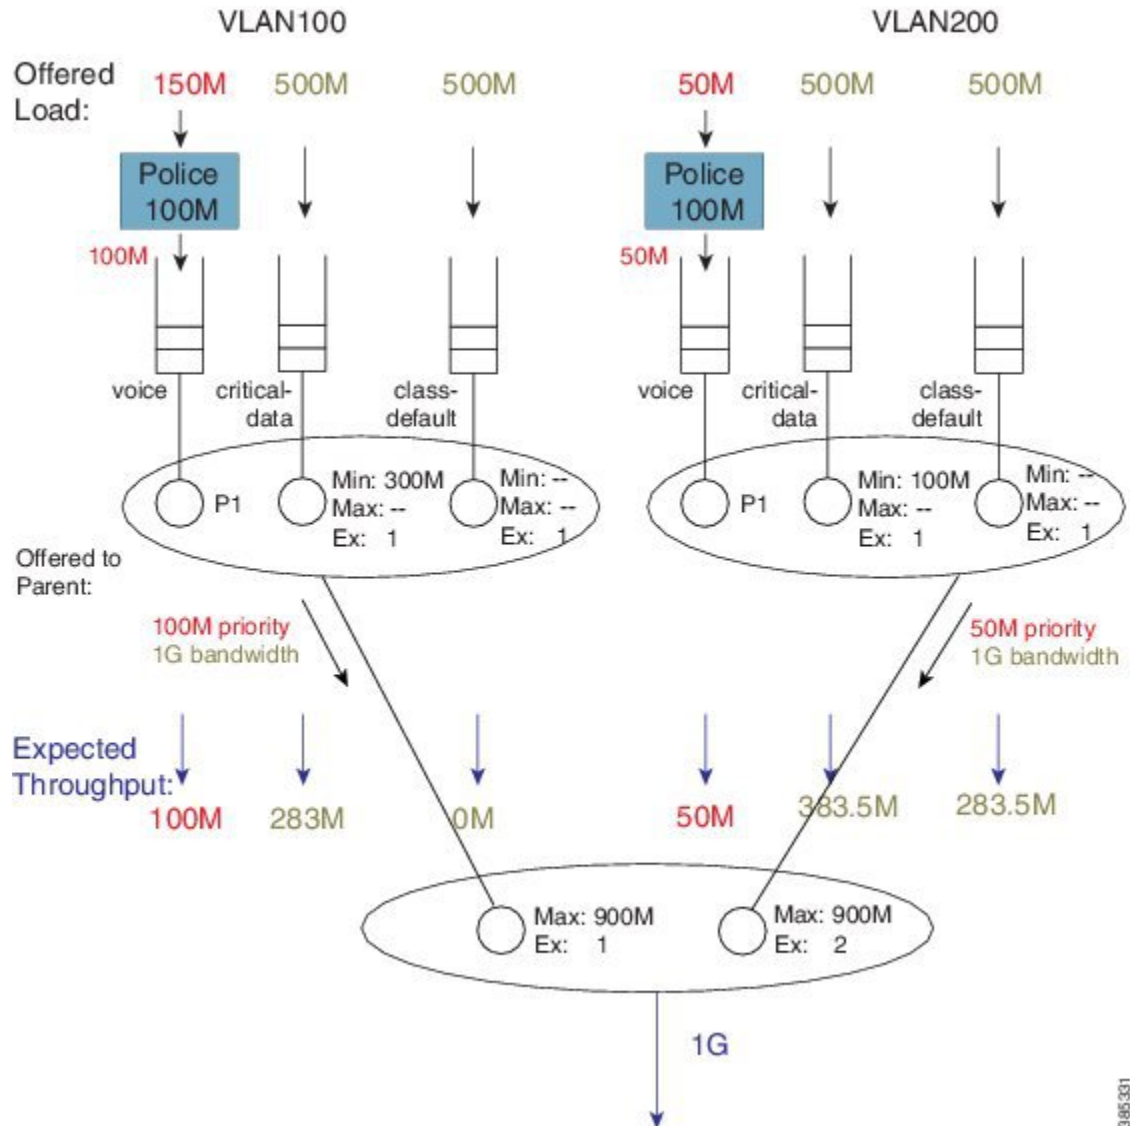 VLAN100
VLAN200
Offered
Load:
150M
500M
500M
50M
500M
500M
Police
100M
Police
100M
100M
50M
voice
critical-
data
class-
default
voice
critical-
data
class-
default
P1
Min: 300M
Max: --
Ex: 1
Min: --
Max: --
Ex: 1
P1
Min: 100M
Max: --
Ex: 1
Min: --
Max: --
Ex: 1
Offered to
Parent:
100M priority
1G bandwidth
50M priority
1G bandwidth
Expected
Throughput:
100M
283M
0M
50M
383.5M
283.5M
Max: 900M
Ex: 1
Max: 900M
Ex: 2
1G
385331